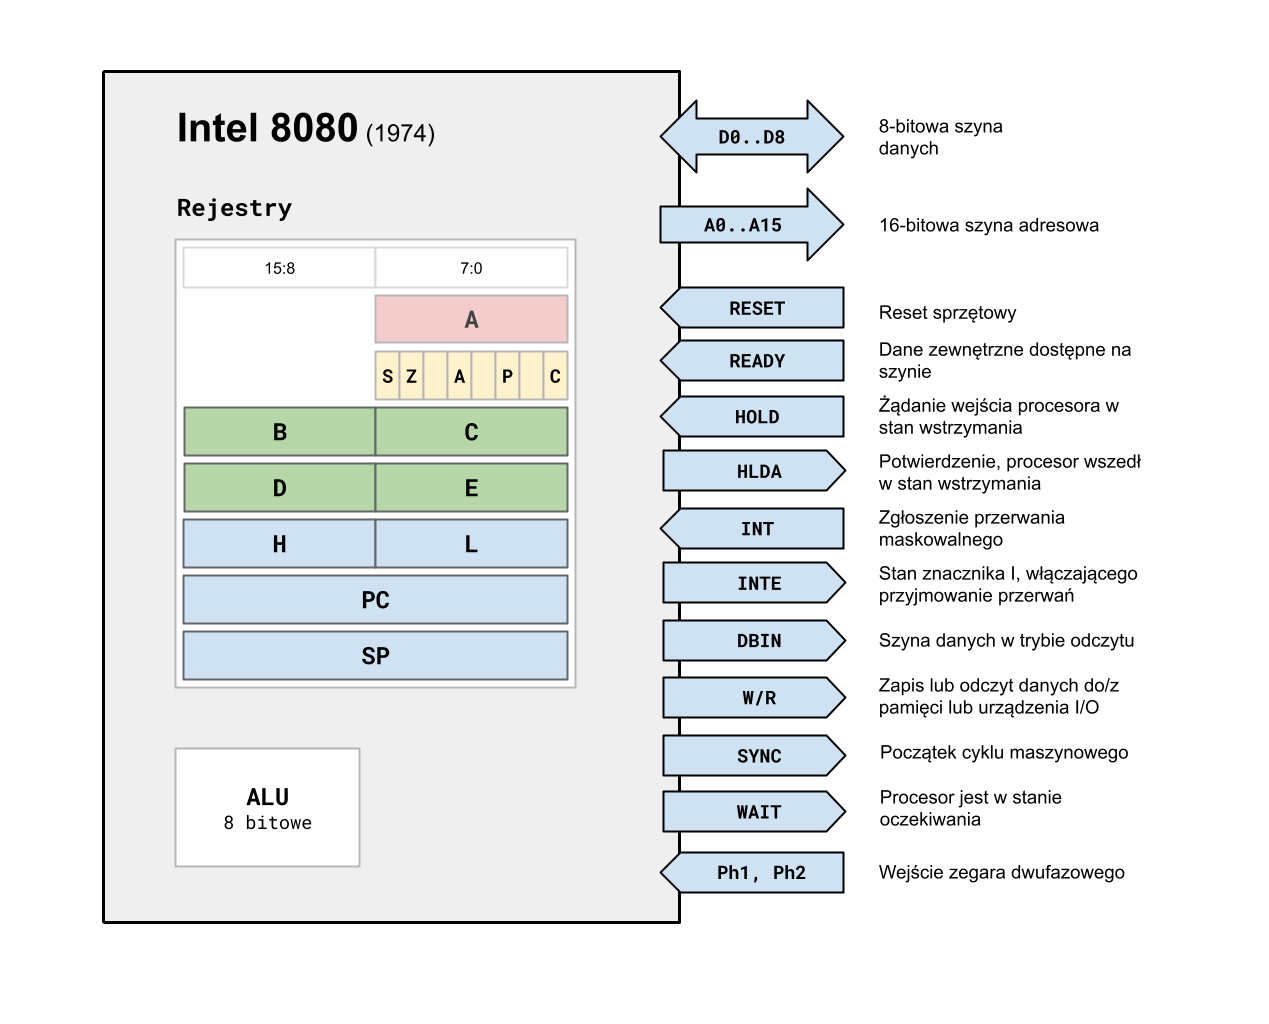 Intel 8080 (1974)
Rejestry
15:8 7:0
A
S Z A P C
B C
D E
H L
PC
SP
ALU
8 bitowe
D0..D8
8-bitowa szyna
danych
A0..A15
16-bitowa szyna adresowa
RESET
Reset sprzętowy
READY
Dane zewnętrzne dostępne na
szynie
HOLD
Żądanie wejścia procesora w
stan wstrzymania
HLDA
Potwierdzenie, procesor wszedł
w stan wstrzymania
INT
Zgłoszenie przerwania
maskowalnego
INTE
Stan znacznika I, włączającego
przyjmowanie przerwań
DBIN
Szyna danych w trybie odczytu
W/R
Zapis lub odczyt danych do/z
pamięci lub urządzenia I/O
SYNC
Początek cyklu maszynowego
WAIT
Procesor jest w stanie
oczekiwania
Ph1, Ph2
Wejście zegara dwufazowego